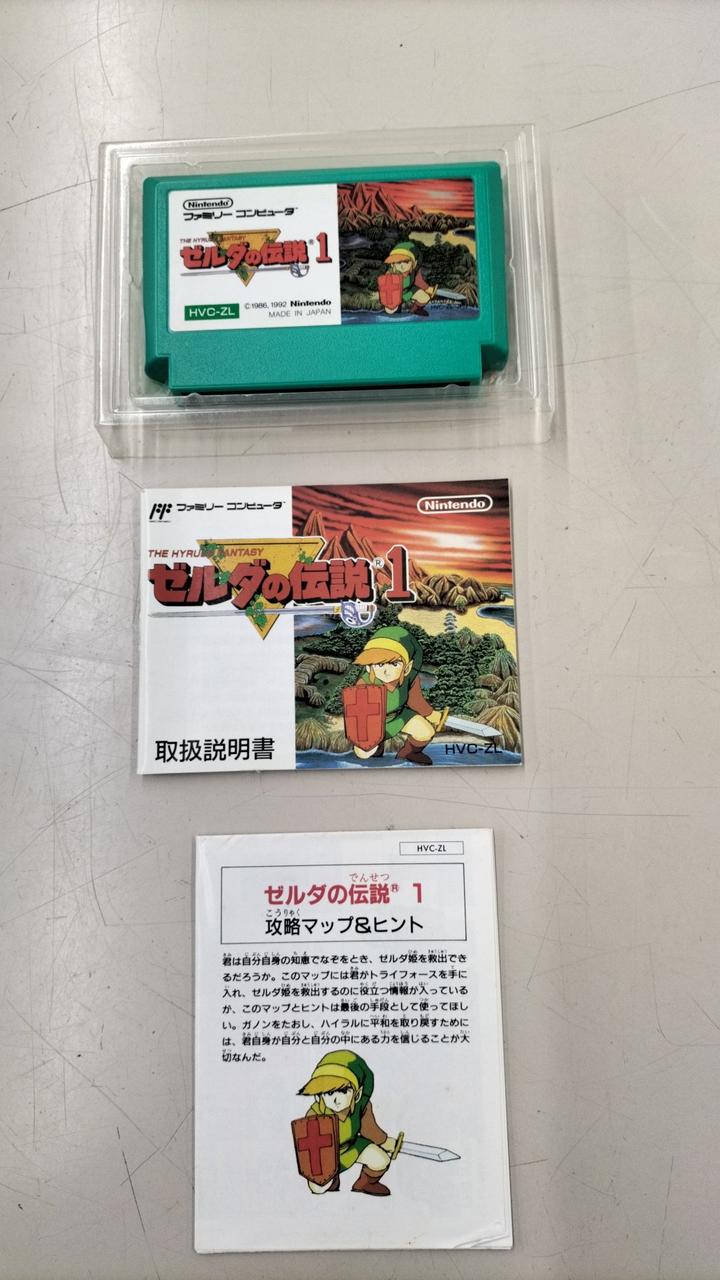 Nintendo
ファミリー コンピュータ™
THE HYRULE FANTASY
ゼルダの伝説® 1
HVC-ZL
©1986, 1992 Nintendo
MADE IN JAPAN
ファミリー コンピュータ™
Nintendo
THE HYRULE FANTASY
ゼルダの伝説® 1
取扱説明書
HVC-ZL
HVC-ZL
でんせつ
ゼルダの伝説® 1
こうりゃく
攻略マップ&ヒント
君は自分自身の知恵でなぞをとき、ゼルダ姫を救出でき
るだろうか。このマップには君がトライフォースを手に
入れ、ゼルダ姫を救出するのに役立つ情報が入っている
が、このマップとヒントは最後の手段として使ってほし
い。ガノンをたおし、ハイラルに平和を取り戻すために
は、君自身が自分と自分の中にある力を信じることが大
切なんだ。